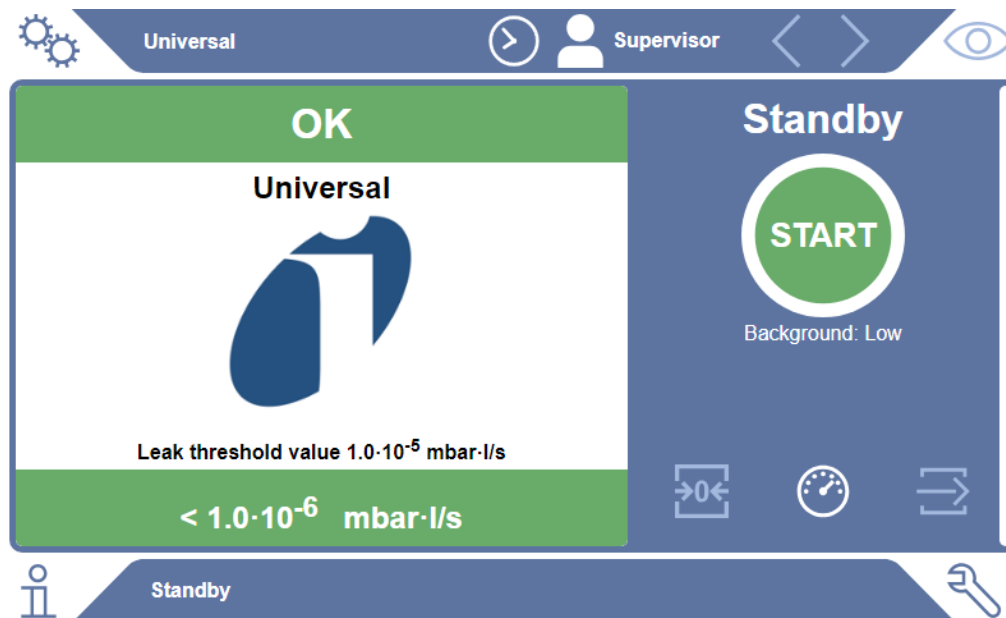 Universal
Supervisor
OK
Universal
Leak threshold value 1.0·10⁻⁵ mbar·l/s
< 1.0·10⁻⁶ mbar·l/s
Standby
START
Background: Low
→0←
Standby